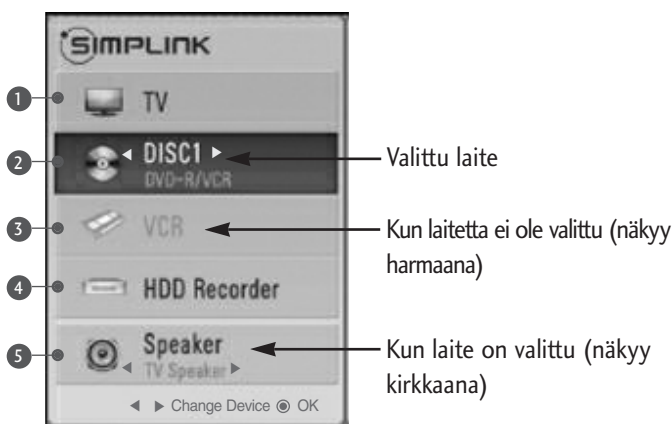 SIMPLINK
1 TV
2 DISC1 Valittu laite
DVD-R/VCR
3 VCR Kun laitetta ei ole valittu (näkyy
harmaana)
4 HDD Recorder
5 Speaker Kun laite on valittu (näkyy
TV Speaker kirkkaana)
◀ ▶ Change Device ◉ OK